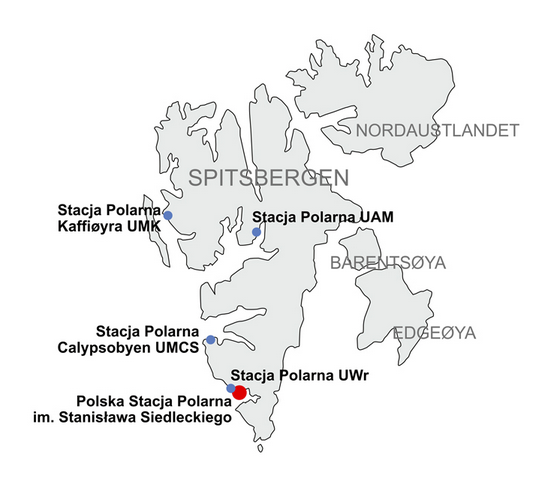 NORDAUSTLANDET
SPITSBERGEN
Stacja Polarna
Kaffiøyra UMK
Stacja Polarna UAM
BARENTSØYA
Stacja Polarna
Calypsobyen UMCS
EDGEØYA
Stacja Polarna UWr
Polska Stacja Polarna
im. Stanisława Siedleckiego